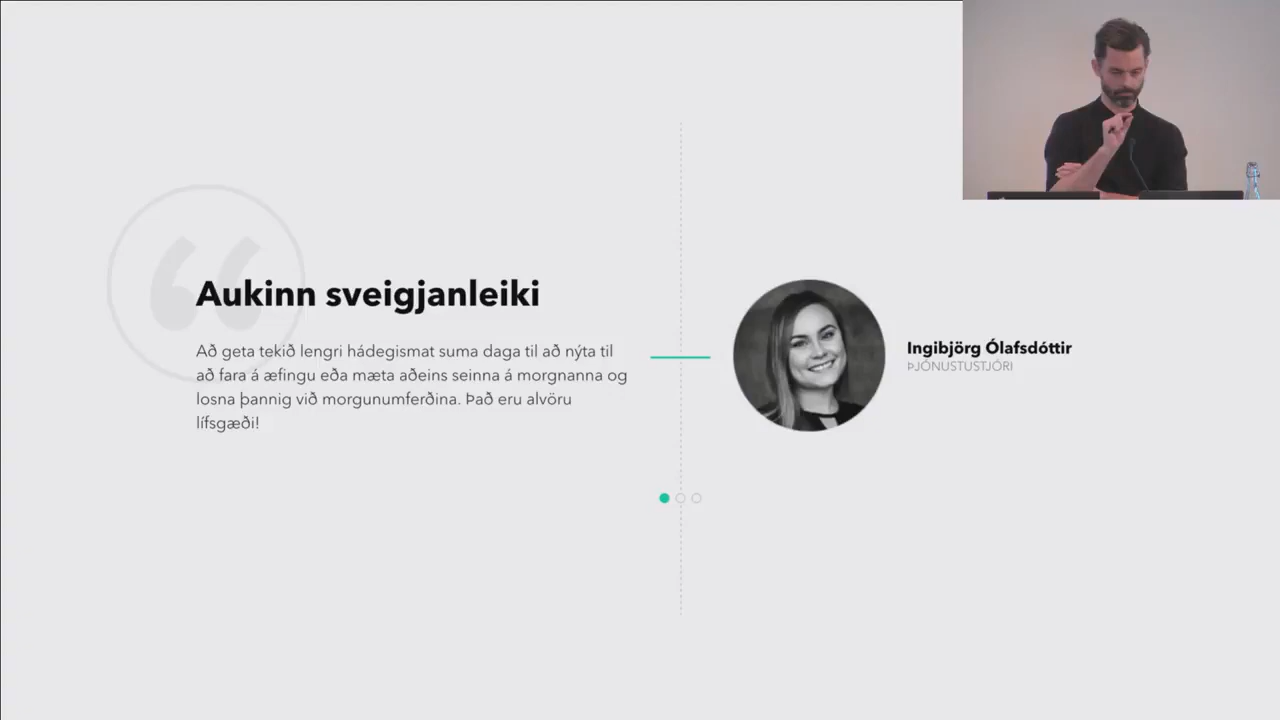 Aukinn sveigjanleiki
Að geta tekið lengri hádegismat suma daga til að nýta til
að fara á æfingu eða mæta aðeins seinna á morgnanna og
losna þannig við morgunumferðina. Það eru alvöru
lífsgæði!
Ingibjörg Ólafsdóttir
ÞJÓNUSTUSTJÓRI